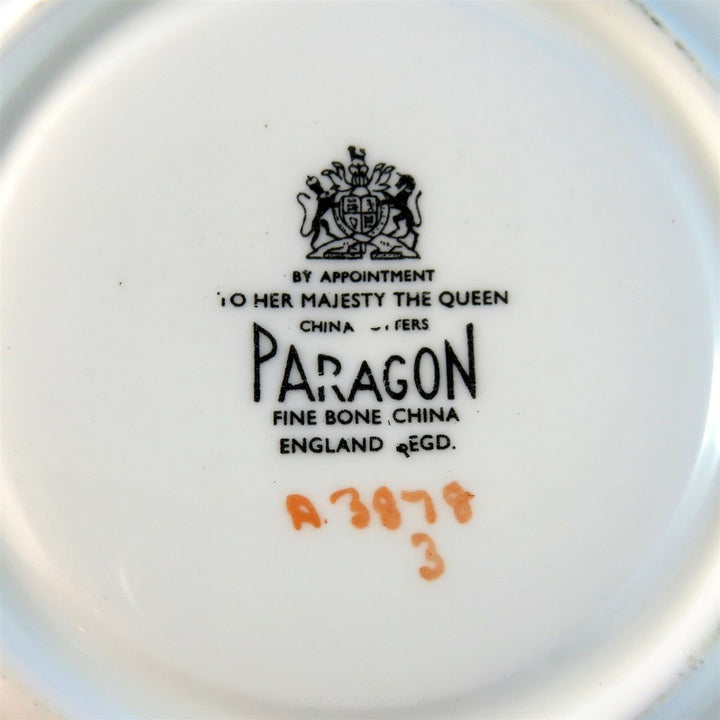 BY APPOINTMENT
TO HER MAJESTY THE QUEEN
CHINA
PARAGON
FINE BONE CHINA
ENGLAND REGD.
A.3878
3
For the love of China